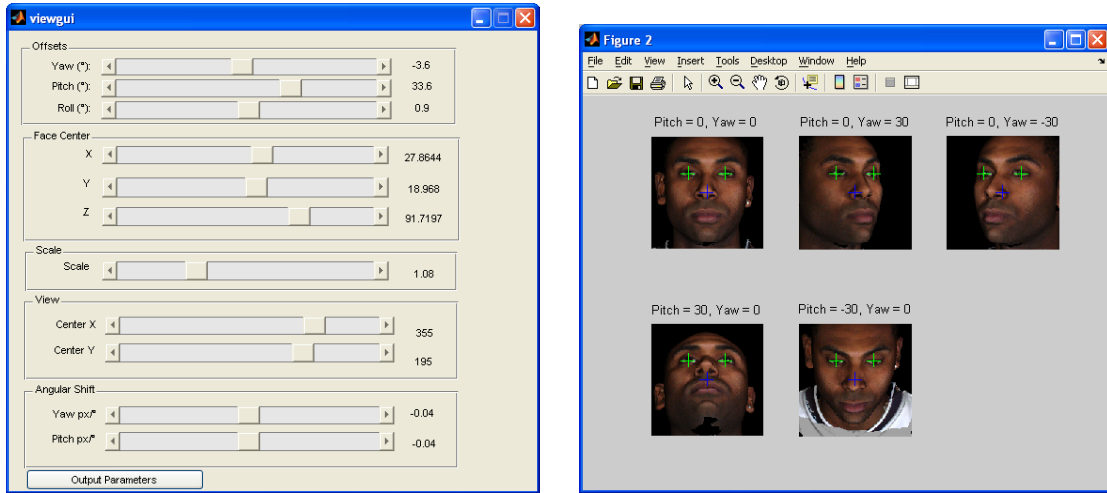 viewgui
Offsets
Yaw (°): -3.6
Pitch (°): 33.6
Roll (°): 0.9
Face Center
X 27.8644
Y 18.968
Z 91.7197
Scale
Scale 1.08
View
Center X 355
Center Y 195
Angular Shift
Yaw px/° -0.04
Pitch px/° -0.04
Output Parameters
Figure 2
File Edit View Insert Tools Desktop Window Help
Pitch = 0, Yaw = 0 Pitch = 0, Yaw = 30 Pitch = 0, Yaw = -30
Pitch = 30, Yaw = 0 Pitch = -30, Yaw = 0